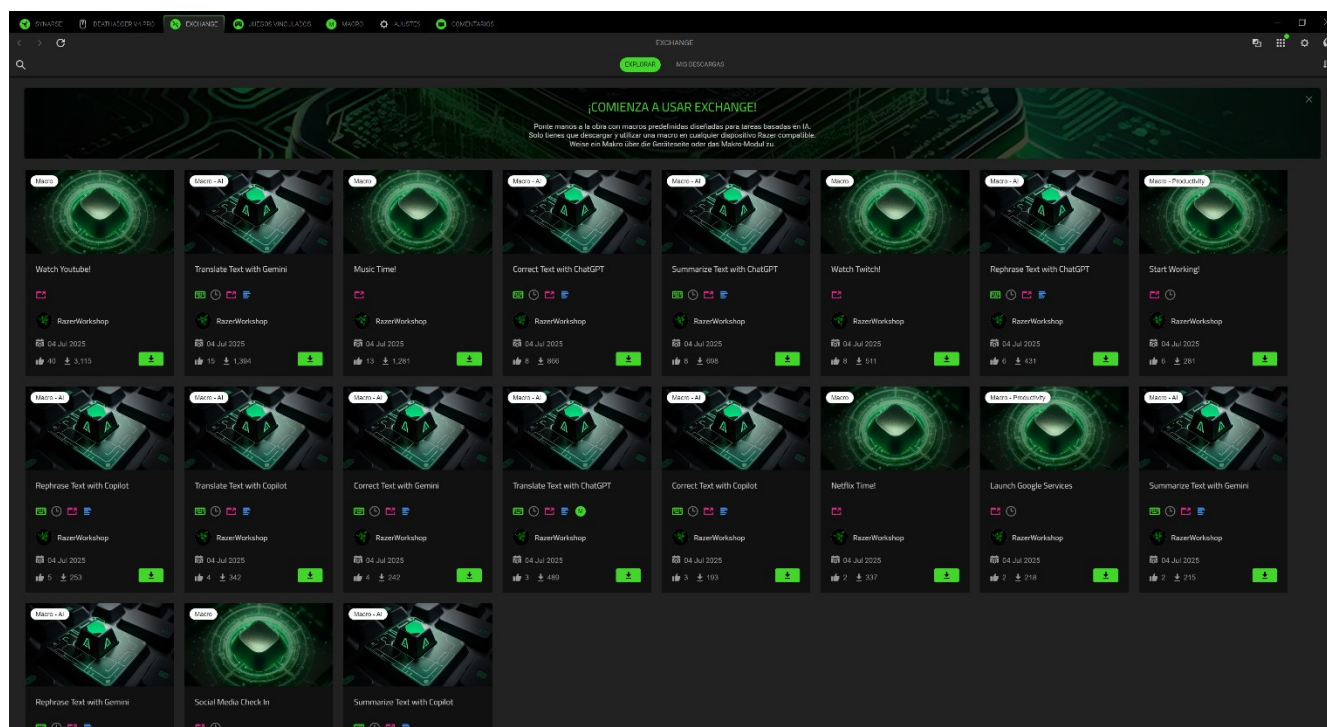 SYNAPSE DEATHADDER V4 PRO EXCHANGE JUEGOS VINCULADOS MACRO AJUSTES COMENTARIOS
EXCHANGE
EXPLORAR MIS DESCARGAS
¡COMIENZA A USAR EXCHANGE!
Ponte manos a la obra con macros predefinidas diseñadas para tareas basadas en IA.
Solo tienes que descargar y utilizar una macro en cualquier dispositivo Razer compatible.
Weise ein Makro über die Geräteseite oder das Makro-Modul zu.
Macro Macro - AI Macro Macro - AI Macro - AI Macro Macro - AI Macro - Productivity
Watch Youtube! Translate Text with Gemini Music Time! Correct Text with ChatGPT Summarize Text with ChatGPT Watch Twitch! Rephrase Text with ChatGPT Start Working!
RazerWorkshop RazerWorkshop RazerWorkshop RazerWorkshop RazerWorkshop RazerWorkshop RazerWorkshop RazerWorkshop
04 Jul 2025 04 Jul 2025 04 Jul 2025 04 Jul 2025 04 Jul 2025 04 Jul 2025 04 Jul 2025 04 Jul 2025
40 3,115 15 1,394 13 1,281 8 866 8 698 8 511 6 431 6 281
Macro - AI Macro - AI Macro - AI Macro - AI Macro - AI Macro Macro - Productivity Macro - AI
Rephrase Text with Copilot Translate Text with Copilot Correct Text with Gemini Translate Text with ChatGPT Correct Text with Copilot Netflix Time! Launch Google Services Summarize Text with Gemini
M
RazerWorkshop RazerWorkshop RazerWorkshop RazerWorkshop RazerWorkshop RazerWorkshop RazerWorkshop RazerWorkshop
04 Jul 2025 04 Jul 2025 04 Jul 2025 04 Jul 2025 04 Jul 2025 04 Jul 2025 04 Jul 2025 04 Jul 2025
5 253 4 342 4 242 3 489 3 193 2 337 2 218 2 215
Macro - AI Macro Macro - AI
Rephrase Text with Gemini Social Media Check In Summarize Text with Copilot